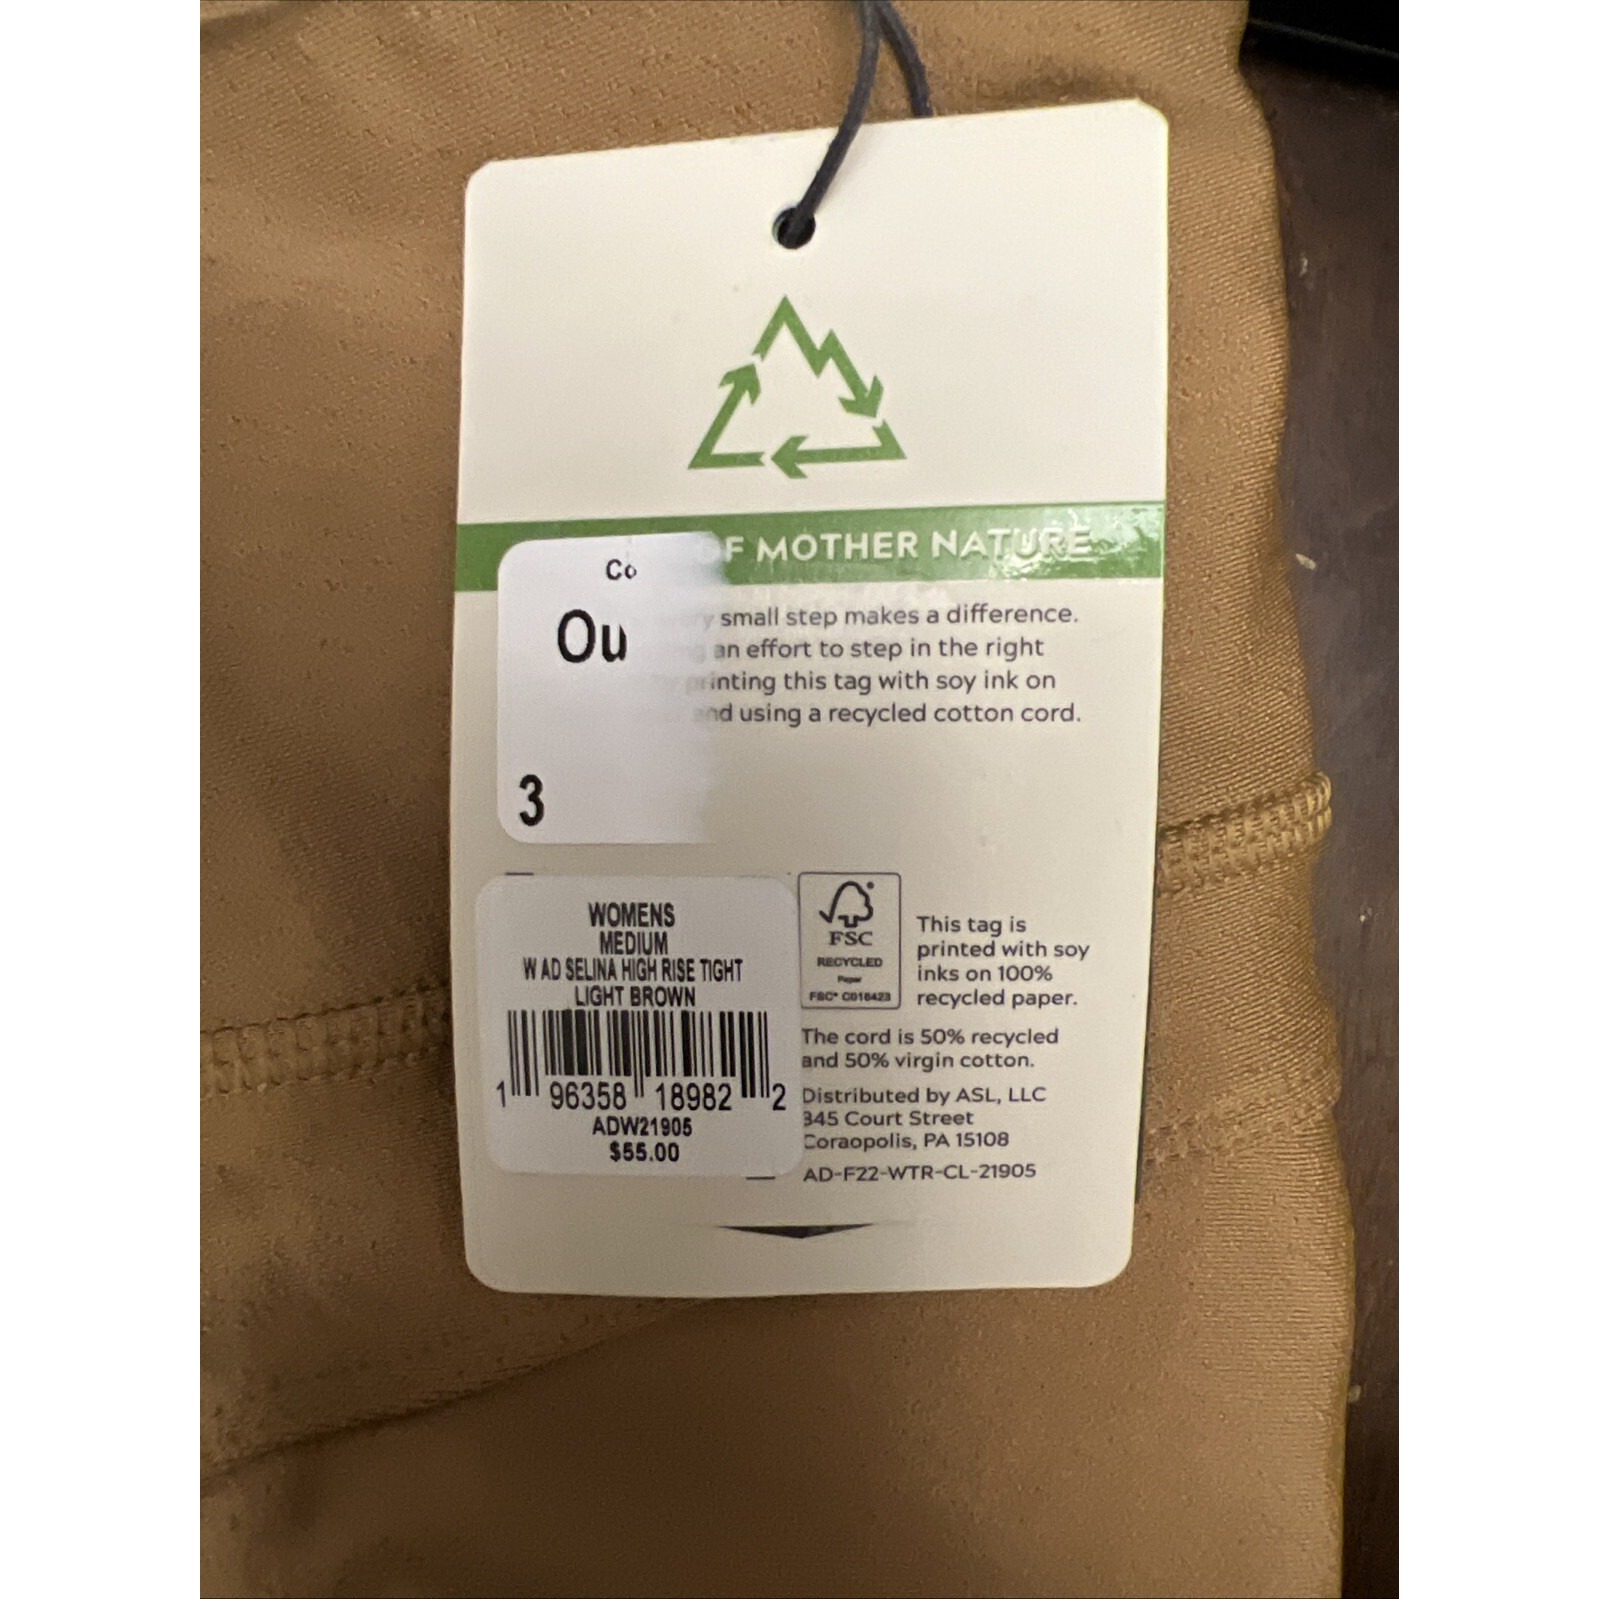 OF MOTHER NATURE
Co
Ou
3
small step makes a difference.
an effort to step in the right
printing this tag with soy ink on
and using a recycled cotton cord.
WOMENS
MEDIUM
W AD SELINA HIGH RISE TIGHT
LIGHT BROWN
1 96358 18982 2
ADW21905
$55.00
FSC
RECYCLED
Paper
FSC® C016423
This tag is
printed with soy
inks on 100%
recycled paper.
The cord is 50% recycled
and 50% virgin cotton.
Distributed by ASL, LLC
345 Court Street
Coraopolis, PA 15108
AD-F22-WTR-CL-21905